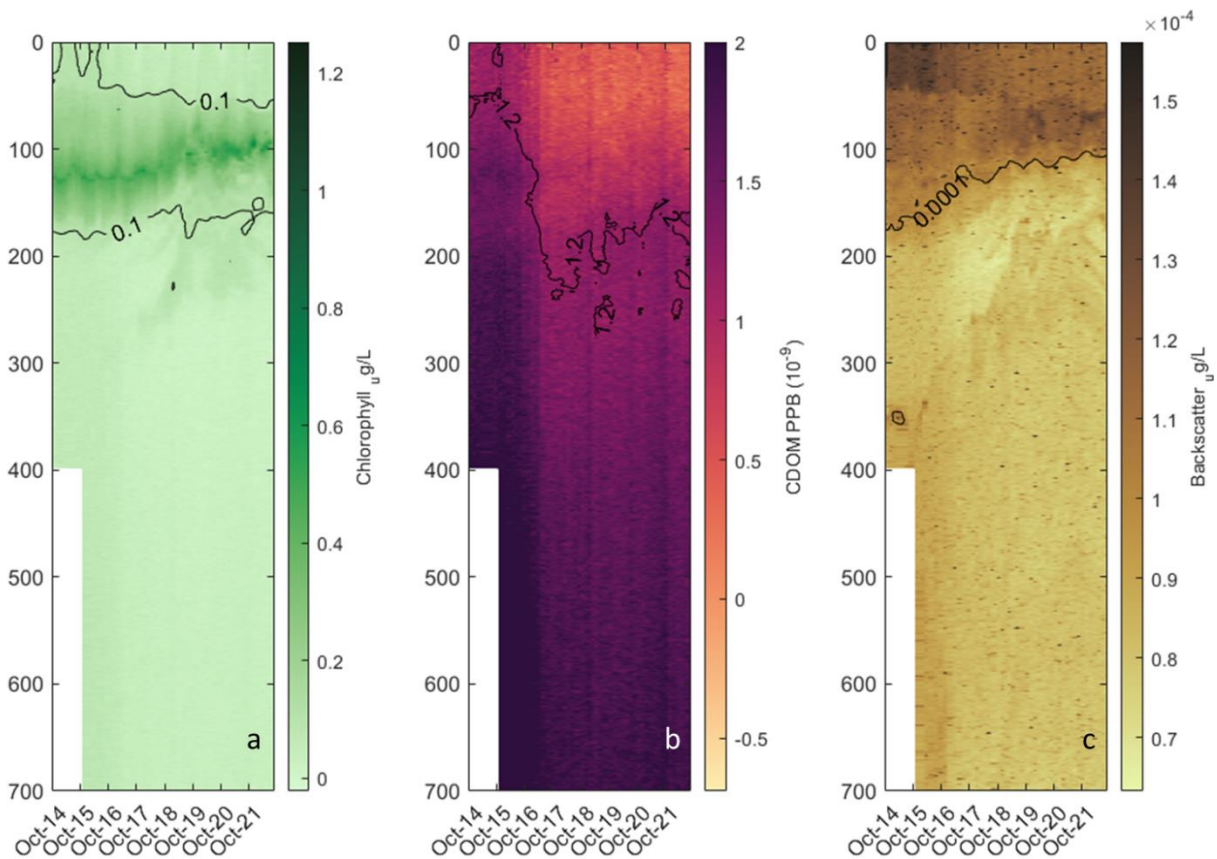 0
100
200
300
400
500
600
700
0.1
0.1
a
Oct-14
Oct-15
Oct-16
Oct-17
Oct-18
Oct-19
Oct-20
Oct-21
1.2
1
0.8
0.6
0.4
0.2
0
Chlorophyll ug/L
0
100
200
300
400
500
600
700
1.2
1.2
1.2
b
Oct-14
Oct-15
Oct-16
Oct-17
Oct-18
Oct-19
Oct-20
Oct-21
2
1.5
1
0.5
0
-0.5
CDOM PPB (10-9)
0
100
200
300
400
500
600
700
0.0001
c
Oct-14
Oct-15
Oct-16
Oct-17
Oct-18
Oct-19
Oct-20
Oct-21
×10-4
1.5
1.4
1.3
1.2
1.1
1
0.9
0.8
0.7
Backscatter ug/L